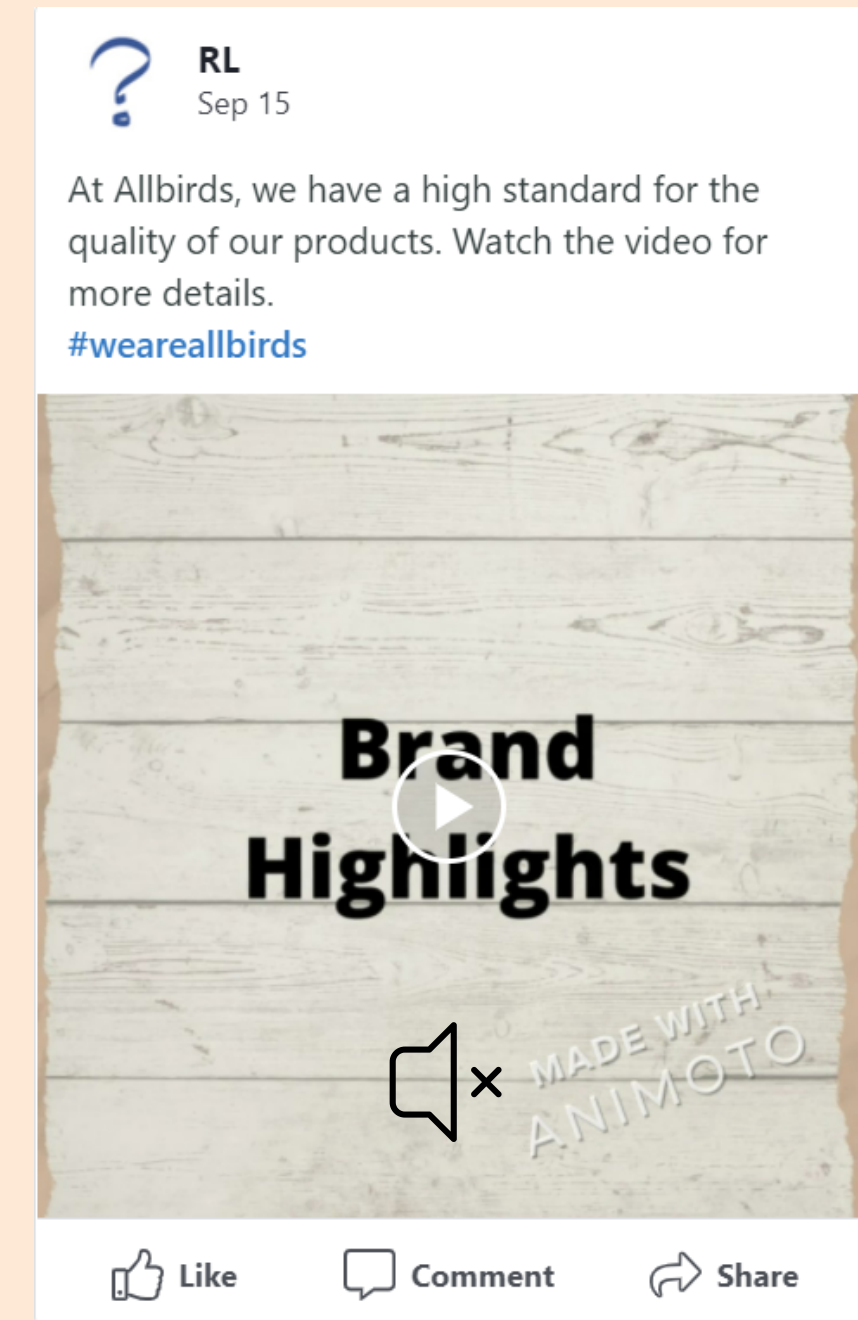 RL
Sep 15
At Allbirds, we have a high standard for the
quality of our products. Watch the video for
more details.
#weareallbirds
Brand
Highlights
MADE WITH
ANIMOTO
Like
Comment
Share